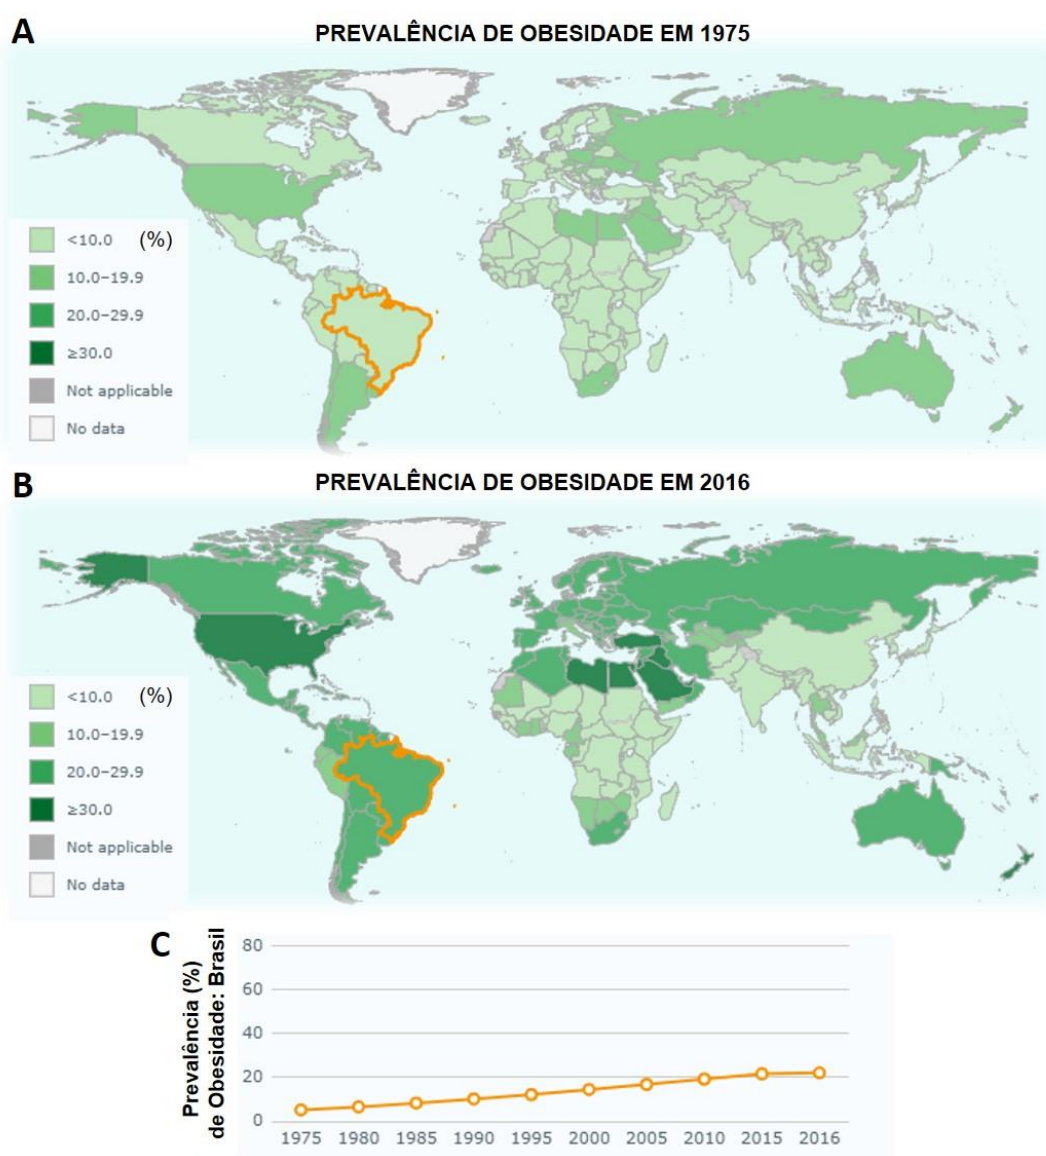 A
PREVALÊNCIA DE OBESIDADE EM 1975
<10.0 (%)
10.0–19.9
20.0–29.9
≥30.0
Not applicable
No data
B
PREVALÊNCIA DE OBESIDADE EM 2016
<10.0 (%)
10.0–19.9
20.0–29.9
≥30.0
Not applicable
No data
C
Prevalência (%)
de Obesidade: Brasil
80
60
40
20
0
1975 1980 1985 1990 1995 2000 2005 2010 2015 2016